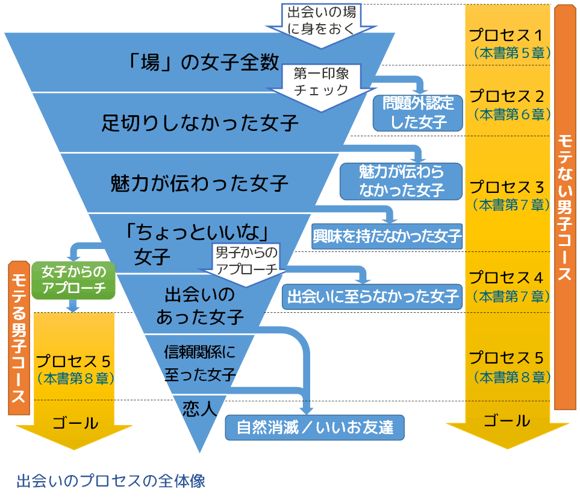 出会いの場
に身をおく
「場」の女子全数
第一印象
チェック
問題外認定
した女子
足切りしなかった女子
魅力が伝わら
なかった女子
魅力が伝わった女子
興味を持たなかった女子
「ちょっといいな」
女子
男子からの
アプローチ
女子からの
アプローチ
出会いに至らなかった女子
出会いの
あった女子
信頼関係に
至った女子
恋人
自然消滅／いいお友達
プロセス１
（本書第５章）
プロセス２
（本書第６章）
プロセス３
（本書第７章）
プロセス４
（本書第７章）
プロセス５
（本書第８章）
ゴール
モテない男子コース
モテる男子コース
プロセス５
（本書第８章）
ゴール
出会いのプロセスの全体像